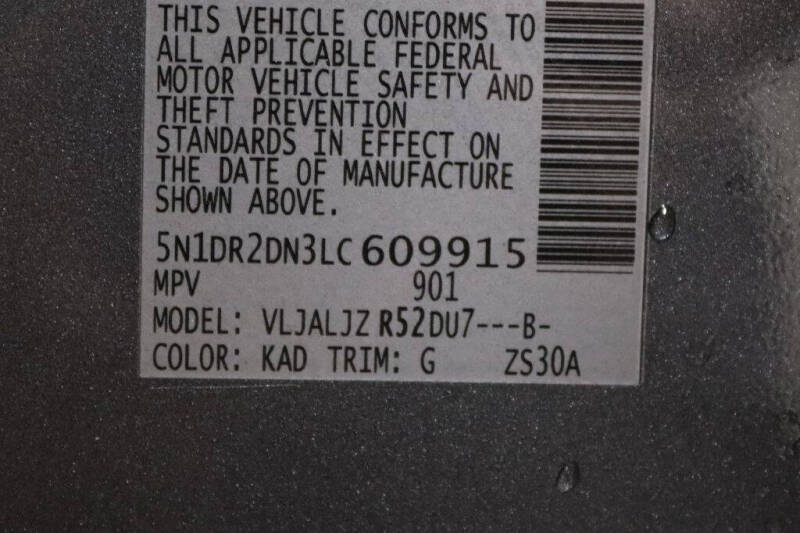 THIS VEHICLE CONFORMS TO
ALL APPLICABLE FEDERAL
MOTOR VEHICLE SAFETY AND
THEFT PREVENTION
STANDARDS IN EFFECT ON
THE DATE OF MANUFACTURE
SHOWN ABOVE.
5N1DR2DN3LC609915
MPV 901
MODEL: VLJALJZ R52DU7---B-
COLOR: KAD TRIM: G ZS30A